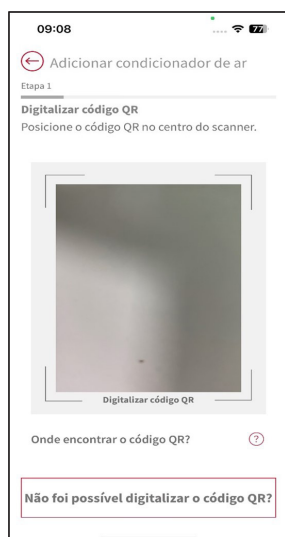 09:08
77
Adicionar condicionador de ar
Etapa 1
Digitalizar código QR
Posicione o código QR no centro do scanner.
Digitalizar código QR
Onde encontrar o código QR?
?
Não foi possível digitalizar o código QR?